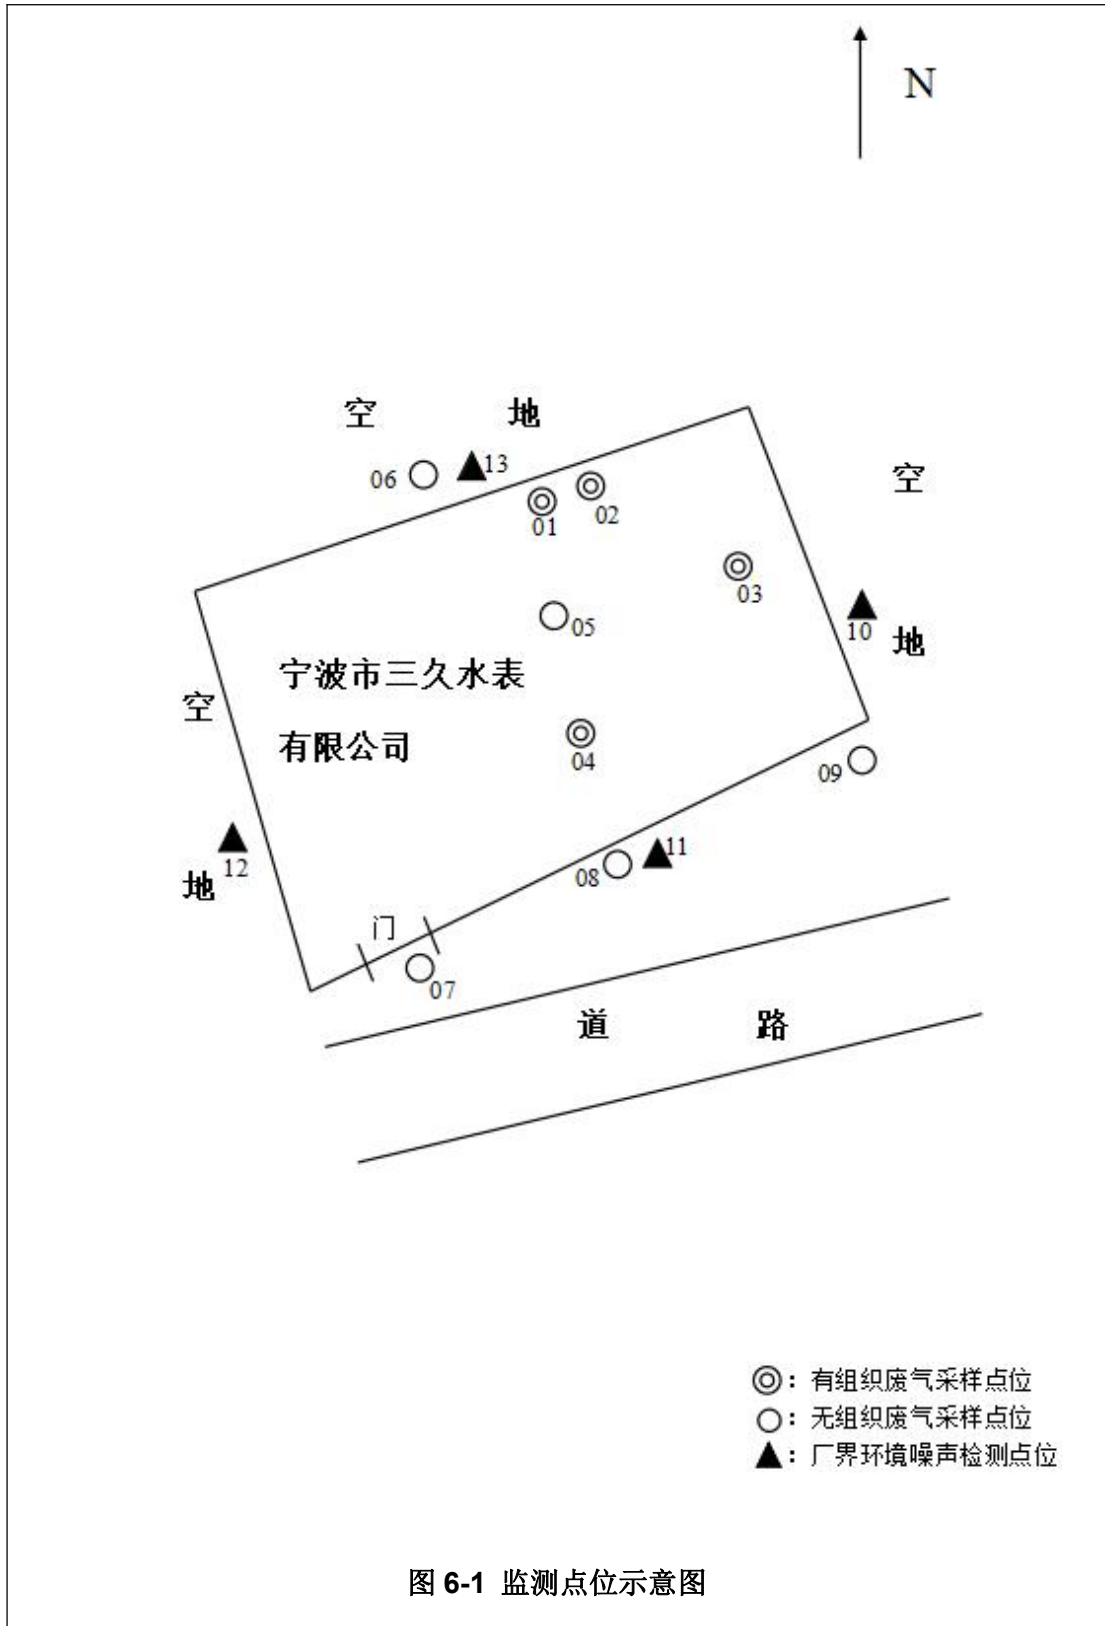 N
空 地
06
13
01
02
空
03
10
地
05
宁波市三久水表
有限公司
空
04
09
12
地
11
08
门
07
道 路
◎：有组织废气采样点位
○：无组织废气采样点位
▲：厂界环境噪声检测点位
图 6-1 监测点位示意图